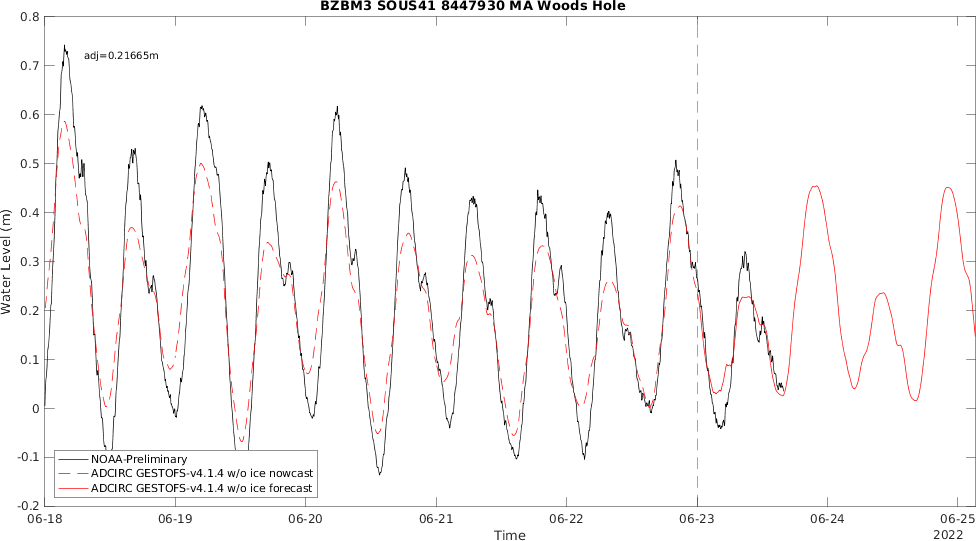 BZBM3 SOUS41 8447930 MA Woods Hole
0.8
0.7
0.6
0.5
0.4
0.3
0.2
0.1
0
-0.1
-0.2
Water Level (m)
adj=0.21665m
NOAA-Preliminary
ADCIRC GESTOFS-v4.1.4 w/o ice nowcast
ADCIRC GESTOFS-v4.1.4 w/o ice forecast
06-18 06-19 06-20 06-21 06-22 06-23 06-24 06-25
Time
2022